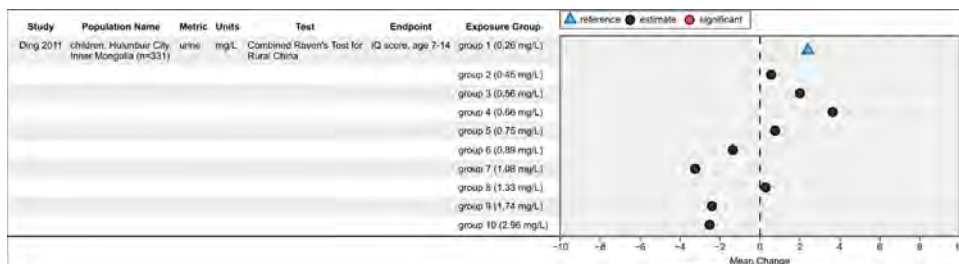 Study Population Name Metric Units Test Endpoint Exposure Group
reference estimate significant
Ding 2011 children, Hulunbuir City, Inner Mongolia (n=331) urine mg/L Combined Raven's Test for Rural China IQ score, age 7-14 group 1 (0.26 mg/L)
group 2 (0.45 mg/L)
group 3 (0.56 mg/L)
group 4 (0.66 mg/L)
group 5 (0.75 mg/L)
group 6 (0.89 mg/L)
group 7 (1.08 mg/L)
group 8 (1.33 mg/L)
group 9 (1.74 mg/L)
group 10 (2.96 mg/L)
-10 -8 -6 -4 -2 0 2 4 6 8
Mean Change